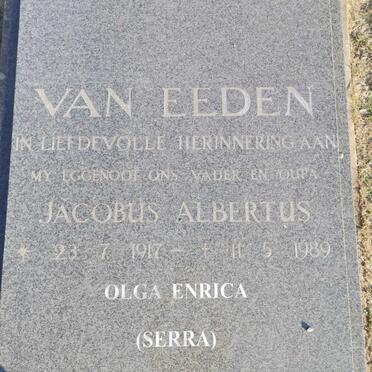 VAN EEDEN
IN LIEFDEVOLLE HERINNERING AAN
MY EGGENOOT ONS VADER EN OUPA
JACOBUS ALBERTUS
* 23 7 1917 – † 11 5 1989
OLGA ENRICA
(SERRA)